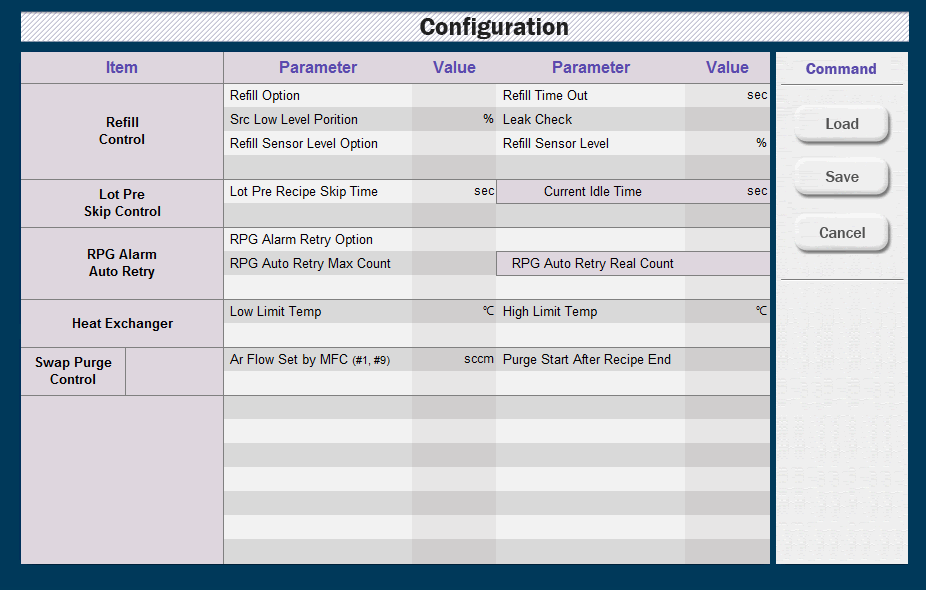 Configuration
Item Parameter Value Parameter Value
Refill
Control
Refill Option Refill Time Out sec
Src Low Level Porition % Leak Check
Refill Sensor Level Option Refill Sensor Level %
Lot Pre
Skip Control
Lot Pre Recipe Skip Time sec Current Idle Time sec
RPG Alarm
Auto Retry
RPG Alarm Retry Option
RPG Auto Retry Max Count RPG Auto Retry Real Count
Heat Exchanger
Low Limit Temp ℃ High Limit Temp ℃
Swap Purge
Control
Ar Flow Set by MFC (#1, #9) sccm Purge Start After Recipe End
Command
Load
Save
Cancel